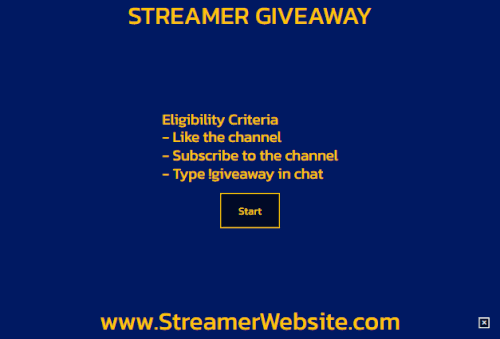 STREAMER GIVEAWAY
Eligibility Criteria
- Like the channel
- Subscribe to the channel
- Type !giveaway in chat
Start
www.StreamerWebsite.com